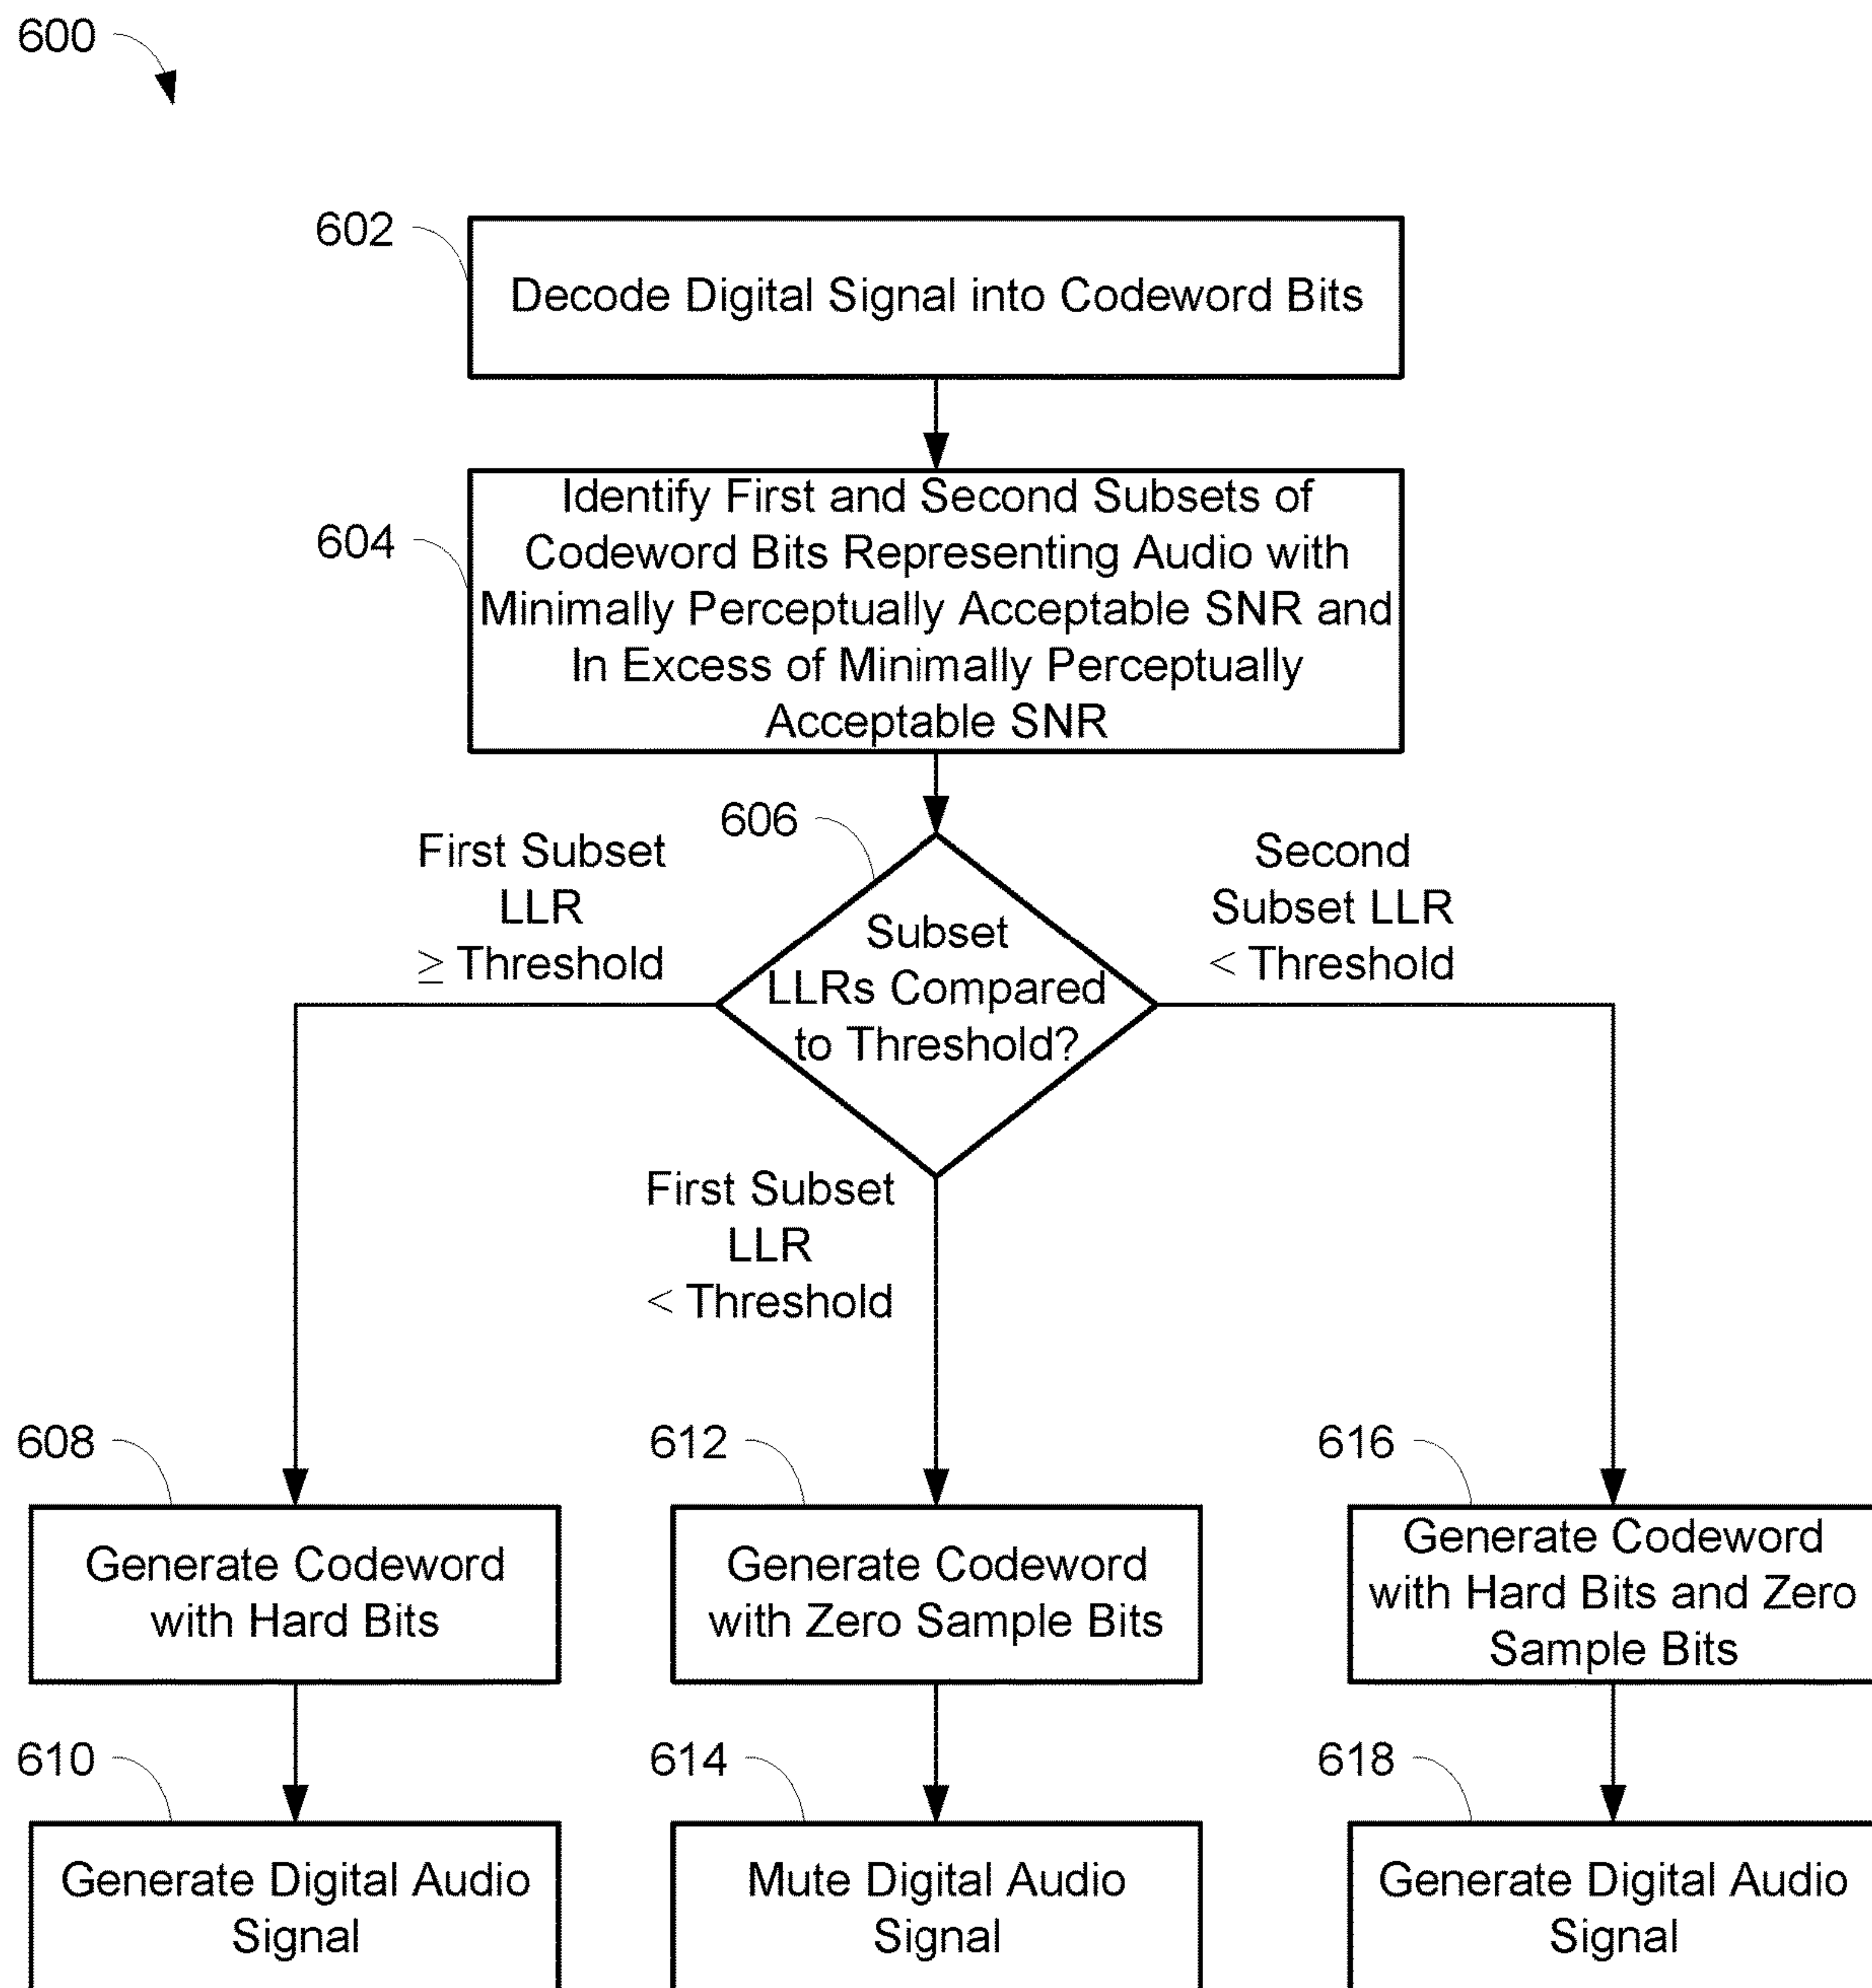 600
602
Decode Digital Signal into Codeword Bits
604
Identify First and Second Subsets of
Codeword Bits Representing Audio with
Minimally Perceptually Acceptable SNR and
In Excess of Minimally Perceptually
Acceptable SNR
606
Subset
LLRs Compared
to Threshold?
First Subset
LLR
≥ Threshold
Second
Subset LLR
< Threshold
First Subset
LLR
< Threshold
608
Generate Codeword
with Hard Bits
612
Generate Codeword
with Zero Sample Bits
616
Generate Codeword
with Hard Bits and Zero
Sample Bits
610
Generate Digital Audio
Signal
614
Mute Digital Audio
Signal
618
Generate Digital Audio
Signal